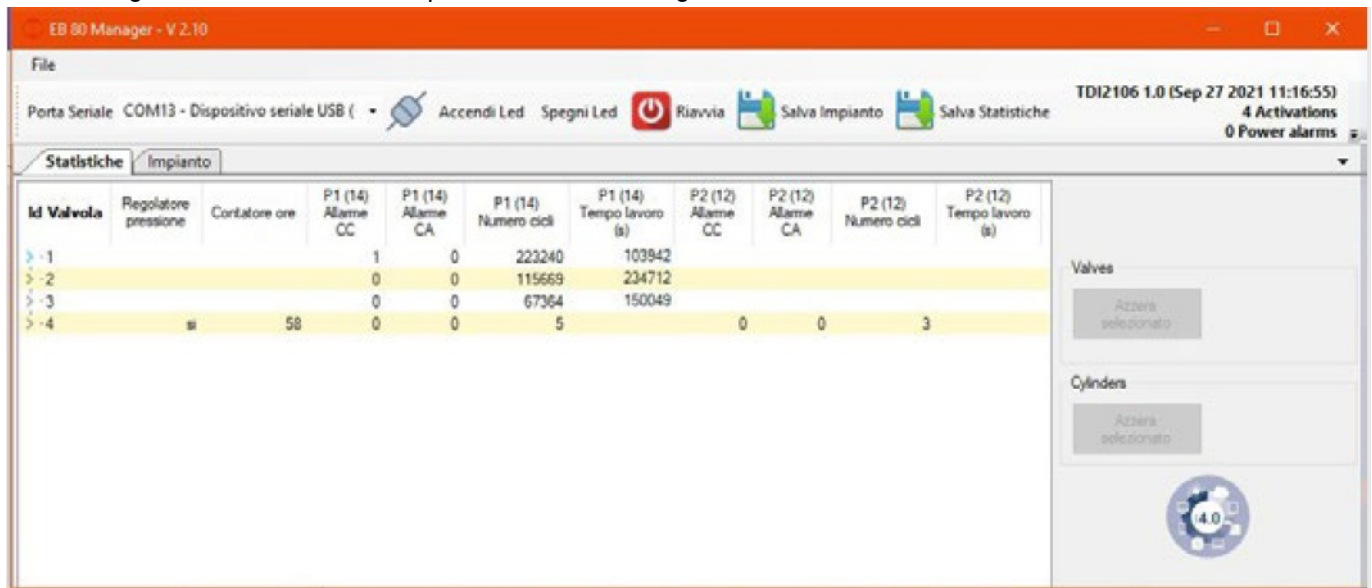 EB 80 Manager - V 2.10
File
Porta Seriale COM13 - Dispositivo seriale USB ( Accendi Led Spegni Led Riavvia Salva Impianto Salva Statistiche
TDI2106 1.0 (Sep 27 2021 11:16:55)
4 Activations
0 Power alarms
Statistiche Impianto
Id Valvola Regolatore pressione Contatore ore P1 (14) Allarme CC P1 (14) Allarme CA P1 (14) Numero cicli P1 (14) Tempo lavoro (s) P2 (12) Allarme CC P2 (12) Allarme CA P2 (12) Numero cicli P2 (12) Tempo lavoro (s)
-1 1 0 223240 103942
-2 0 0 115669 234712
-3 0 0 67364 150049
-4 si 58 0 0 5 0 0 3
Valves
Azzera
selezionato
Cylinders
Azzera
selezionato
4.0